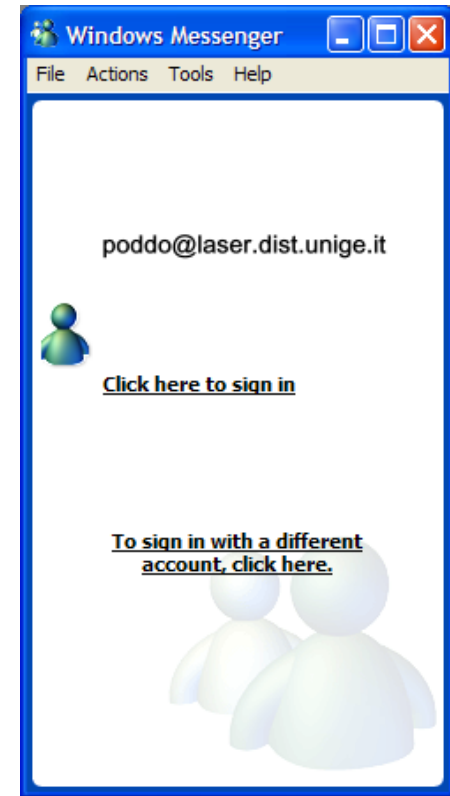 Windows Messenger
File Actions Tools Help
poddo@laser.dist.unige.it
Click here to sign in
To sign in with a different
account, click here.